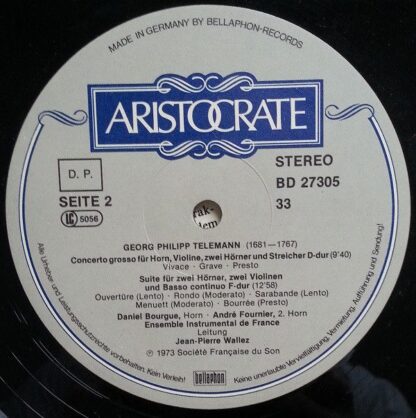 MADE IN GERMANY BY BELLAPHON-RECORDS
ARISTOCRATE
D. P.
STEREO
SEITE 2
BD 27305
LC 5056
33
rak-
tem
GEORG PHILIPP TELEMANN (1681—1767)
Concerto grosso für Horn, Violine, zwei Hörner und Streicher D-dur (9'40)
Vivace · Grave · Presto
Suite für zwei Hörner, zwei Violinen
und Basso continuo F-dur (12'58)
Ouvertüre (Lento) · Rondo (Moderato) · Sarabande (Lento)
Menuett (Moderato) · Bourrée (Presto)
Daniel Bourgue, Horn · André Fournier, 2. Horn
Ensemble Instrumental de France
Leitung
Jean-Pierre Wallez
Ⓟ 1973 Société Française du Son
bellaphon
Alle Urheber- und Leistungsschutzrechte vorbehalten. Kein Verleih!
Keine unerlaubte Vervielfältigung, Vermietung, Aufführung und Sendung!